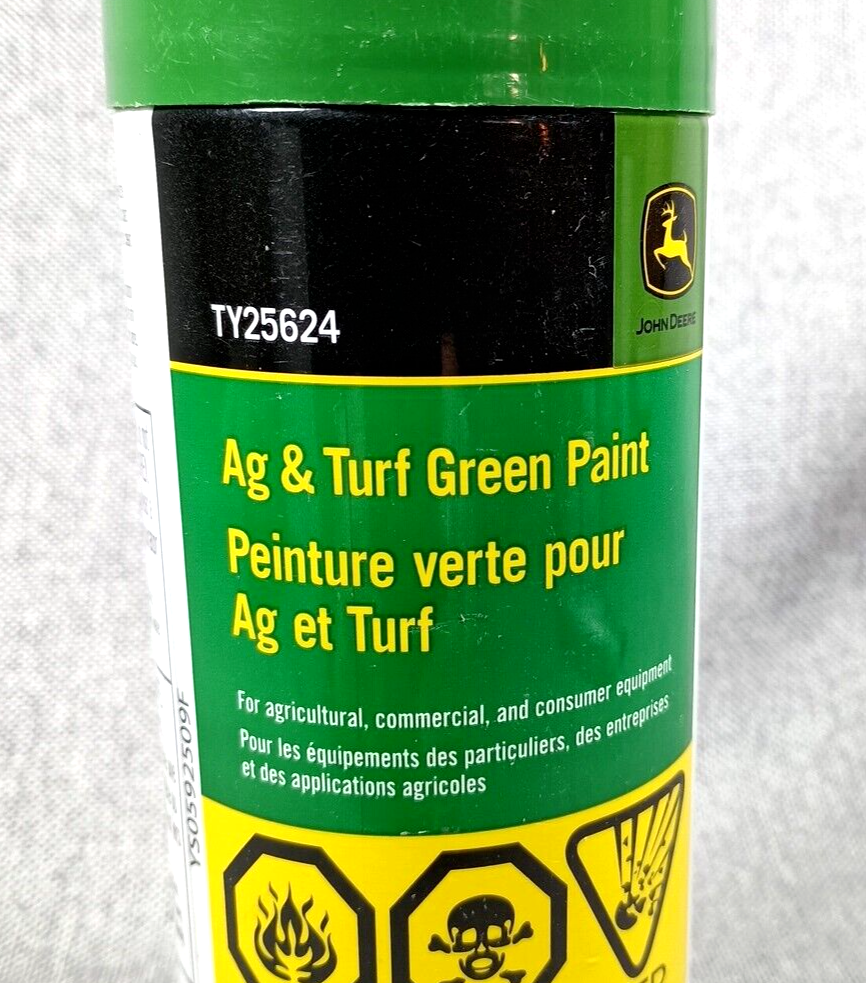 JOHN DEERE
TY25624
Ag & Turf Green Paint
Peinture verte pour
Ag et Turf
For agricultural, commercial, and consumer equipment
Pour les équipements des particuliers, des entreprises
et des applications agricoles
YS0592509F